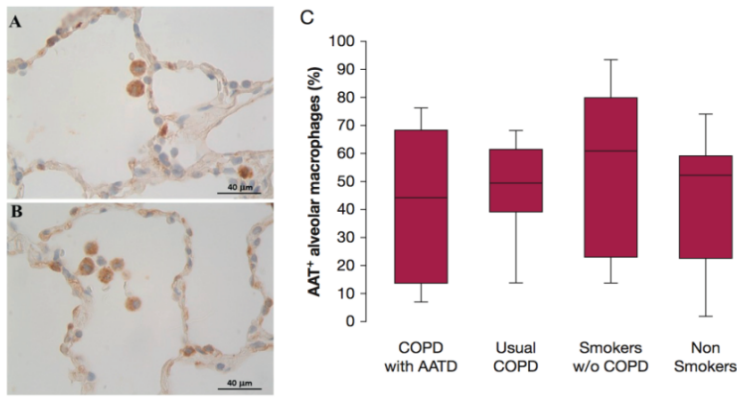 A
40 µm
B
40 µm
C
AAT⁺ alveolar macrophages (%)
100
90
80
70
60
50
40
30
20
10
0
COPD
with AATD
Usual
COPD
Smokers
w/o COPD
Non
Smokers